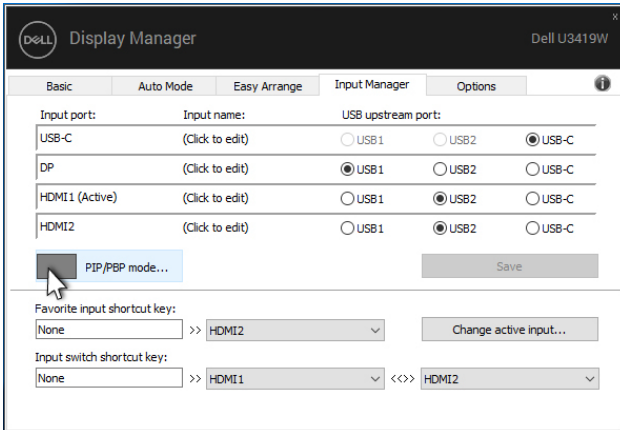 DELL Display Manager Dell U3419W x
Basic Auto Mode Easy Arrange Input Manager Options i
Input port: Input name: USB upstream port:
USB-C (Click to edit) USB1 USB2 USB-C
DP (Click to edit) USB1 USB2 USB-C
HDMI1 (Active) (Click to edit) USB1 USB2 USB-C
HDMI2 (Click to edit) USB1 USB2 USB-C
PIP/PBP mode... Save
Favorite input shortcut key:
None >> HDMI2 Change active input...
Input switch shortcut key:
None >> HDMI1 <<>> HDMI2